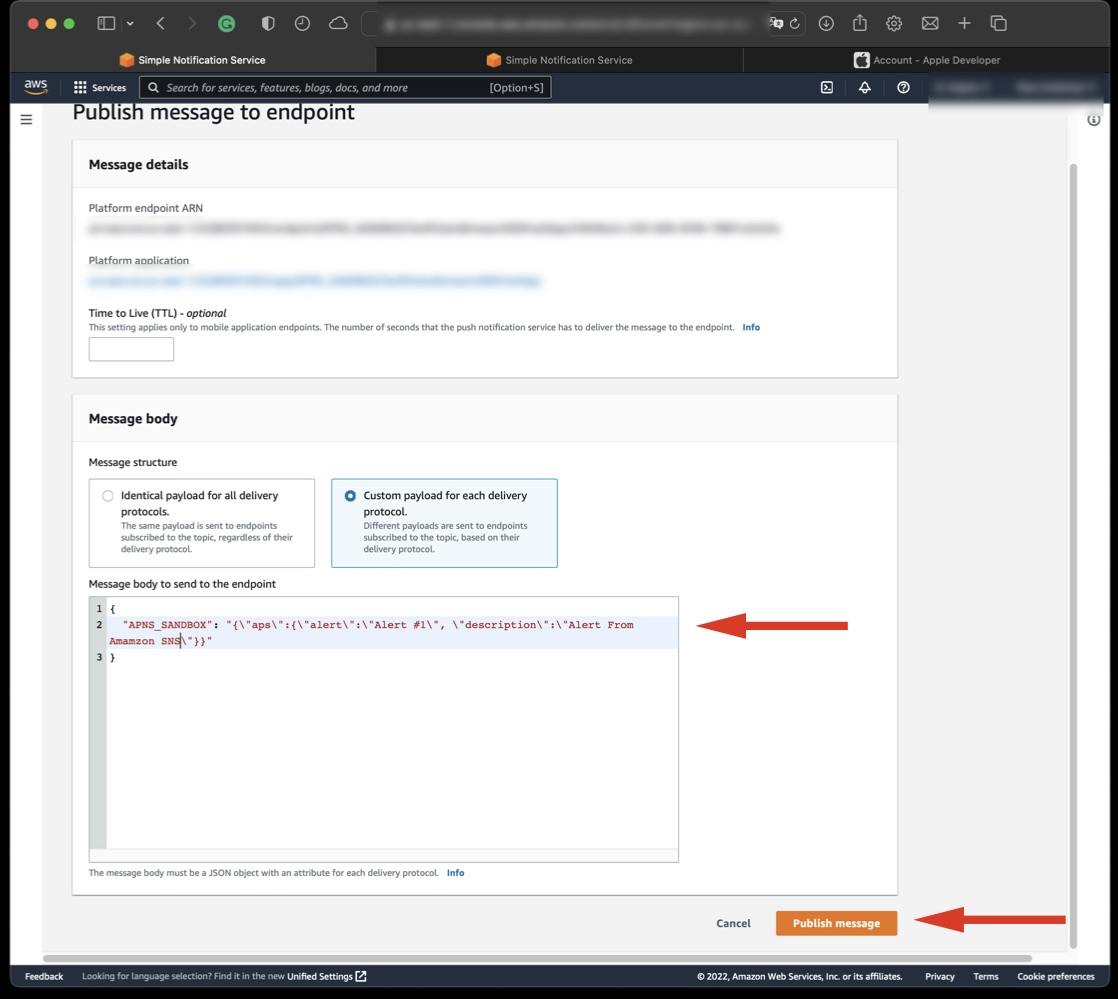 Simple Notification Service
Simple Notification Service
Account – Apple Developer
aws
Services
Search for services, features, blogs, docs, and more
[Option+S]
Publish message to endpoint
Message details
Platform endpoint ARN
Platform application
Time to Live (TTL) - optional
This setting applies only to mobile application endpoints. The number of seconds that the push notification service has to deliver the message to the endpoint. Info
Message body
Message structure
Identical payload for all delivery
protocols.
The same payload is sent to endpoints
subscribed to the topic, regardless of their
delivery protocol.
Custom payload for each delivery
protocol.
Different payloads are sent to endpoints
subscribed to the topic, based on their
delivery protocol.
Message body to send to the endpoint
1 {
2 "APNS_SANDBOX": "{\"aps\":{\"alert\":\"Alert #1\", \"description\":\"Alert From
Amamzon SNS\"}}"
3 }
The message body must be a JSON object with an attribute for each delivery protocol. Info
Cancel
Publish message
Feedback
Looking for language selection? Find it in the new Unified Settings
© 2022, Amazon Web Services, Inc. or its affiliates.
Privacy
Terms
Cookie preferences